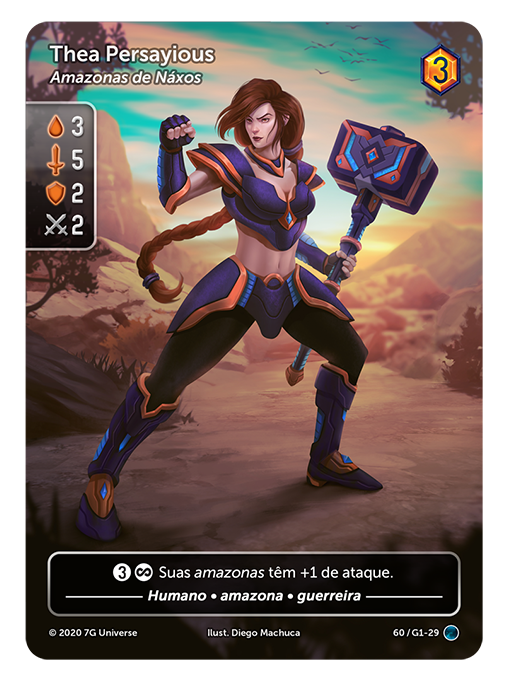 Thea Persayious
Amazonas de Náxos
3
3
5
2
2
3 ∞ Suas amazonas têm +1 de ataque.
Humano • amazona • guerreira
© 2020 7G Universe Ilust. Diego Machuca 60 / G1-29